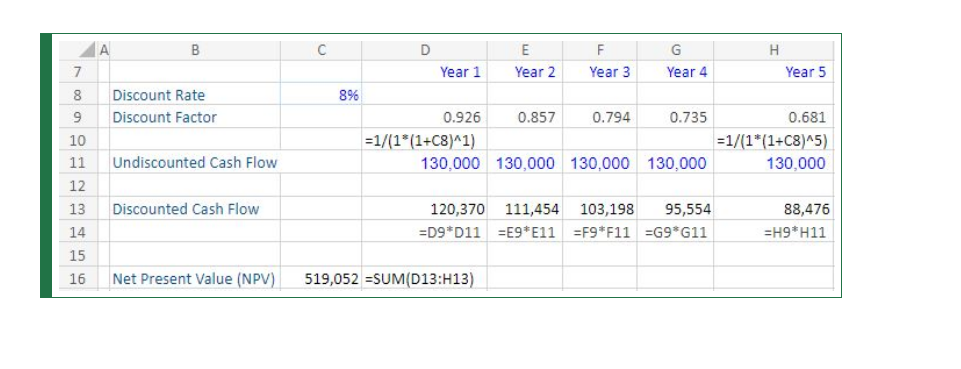 A B C D E F G H
7 Year 1 Year 2 Year 3 Year 4 Year 5
8 Discount Rate 8%
9 Discount Factor 0.926 0.857 0.794 0.735 0.681
10 =1/(1*(1+C8)^1) =1/(1*(1+C8)^5)
11 Undiscounted Cash Flow 130,000 130,000 130,000 130,000 130,000
12
13 Discounted Cash Flow 120,370 111,454 103,198 95,554 88,476
14 =D9*D11 =E9*E11 =F9*F11 =G9*G11 =H9*H11
15
16 Net Present Value (NPV) 519,052 =SUM(D13:H13)